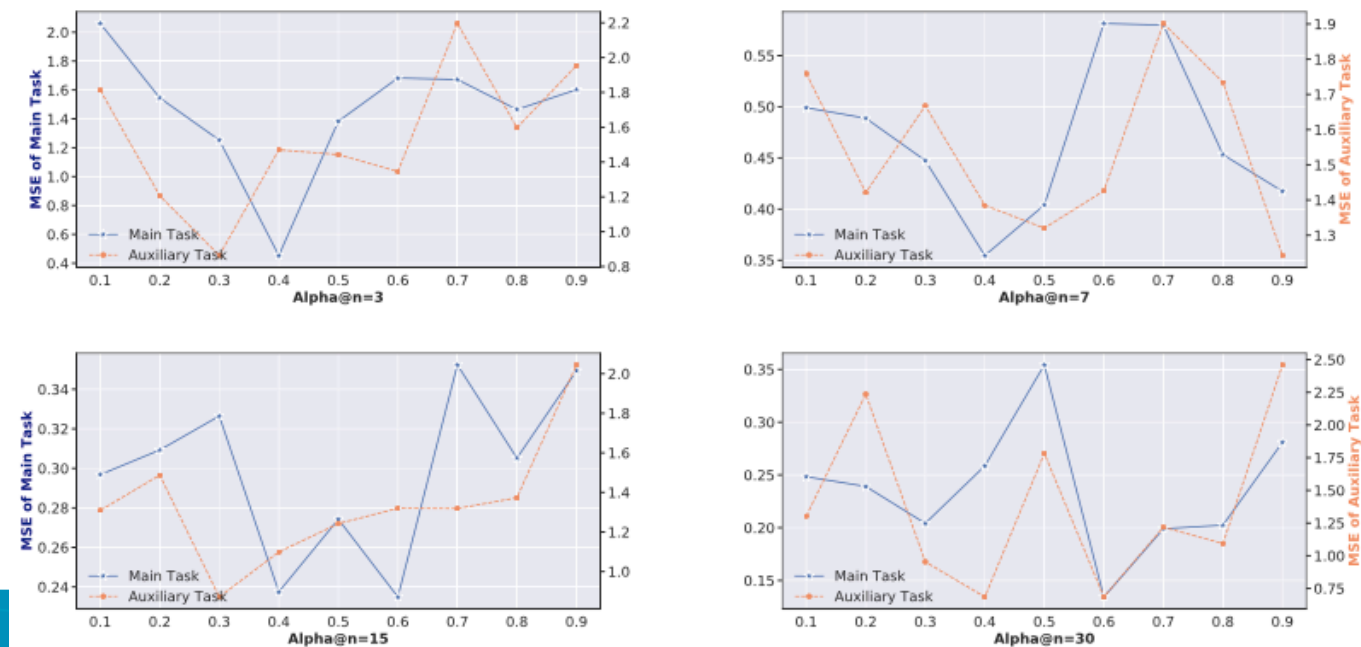 MSE of Main Task
2.0
1.8
1.6
1.4
1.2
1.0
0.8
0.6
0.4
2.2
2.0
1.8
1.6
1.4
1.2
1.0
0.8
Main Task
Auxiliary Task
0.1 0.2 0.3 0.4 0.5 0.6 0.7 0.8 0.9
Alpha@n=3
0.55
0.50
0.45
0.40
0.35
1.9
1.8
1.7
1.6
1.5
1.4
1.3
MSE of Auxiliary Task
Main Task
Auxiliary Task
0.1 0.2 0.3 0.4 0.5 0.6 0.7 0.8 0.9
Alpha@n=7
MSE of Main Task
0.34
0.32
0.30
0.28
0.26
0.24
2.0
1.8
1.6
1.4
1.2
1.0
Main Task
Auxiliary Task
0.1 0.2 0.3 0.4 0.5 0.6 0.7 0.8 0.9
Alpha@n=15
0.35
0.30
0.25
0.20
0.15
2.50
2.25
2.00
1.75
1.50
1.25
1.00
0.75
MSE of Auxiliary Task
Main Task
Auxiliary Task
0.1 0.2 0.3 0.4 0.5 0.6 0.7 0.8 0.9
Alpha@n=30